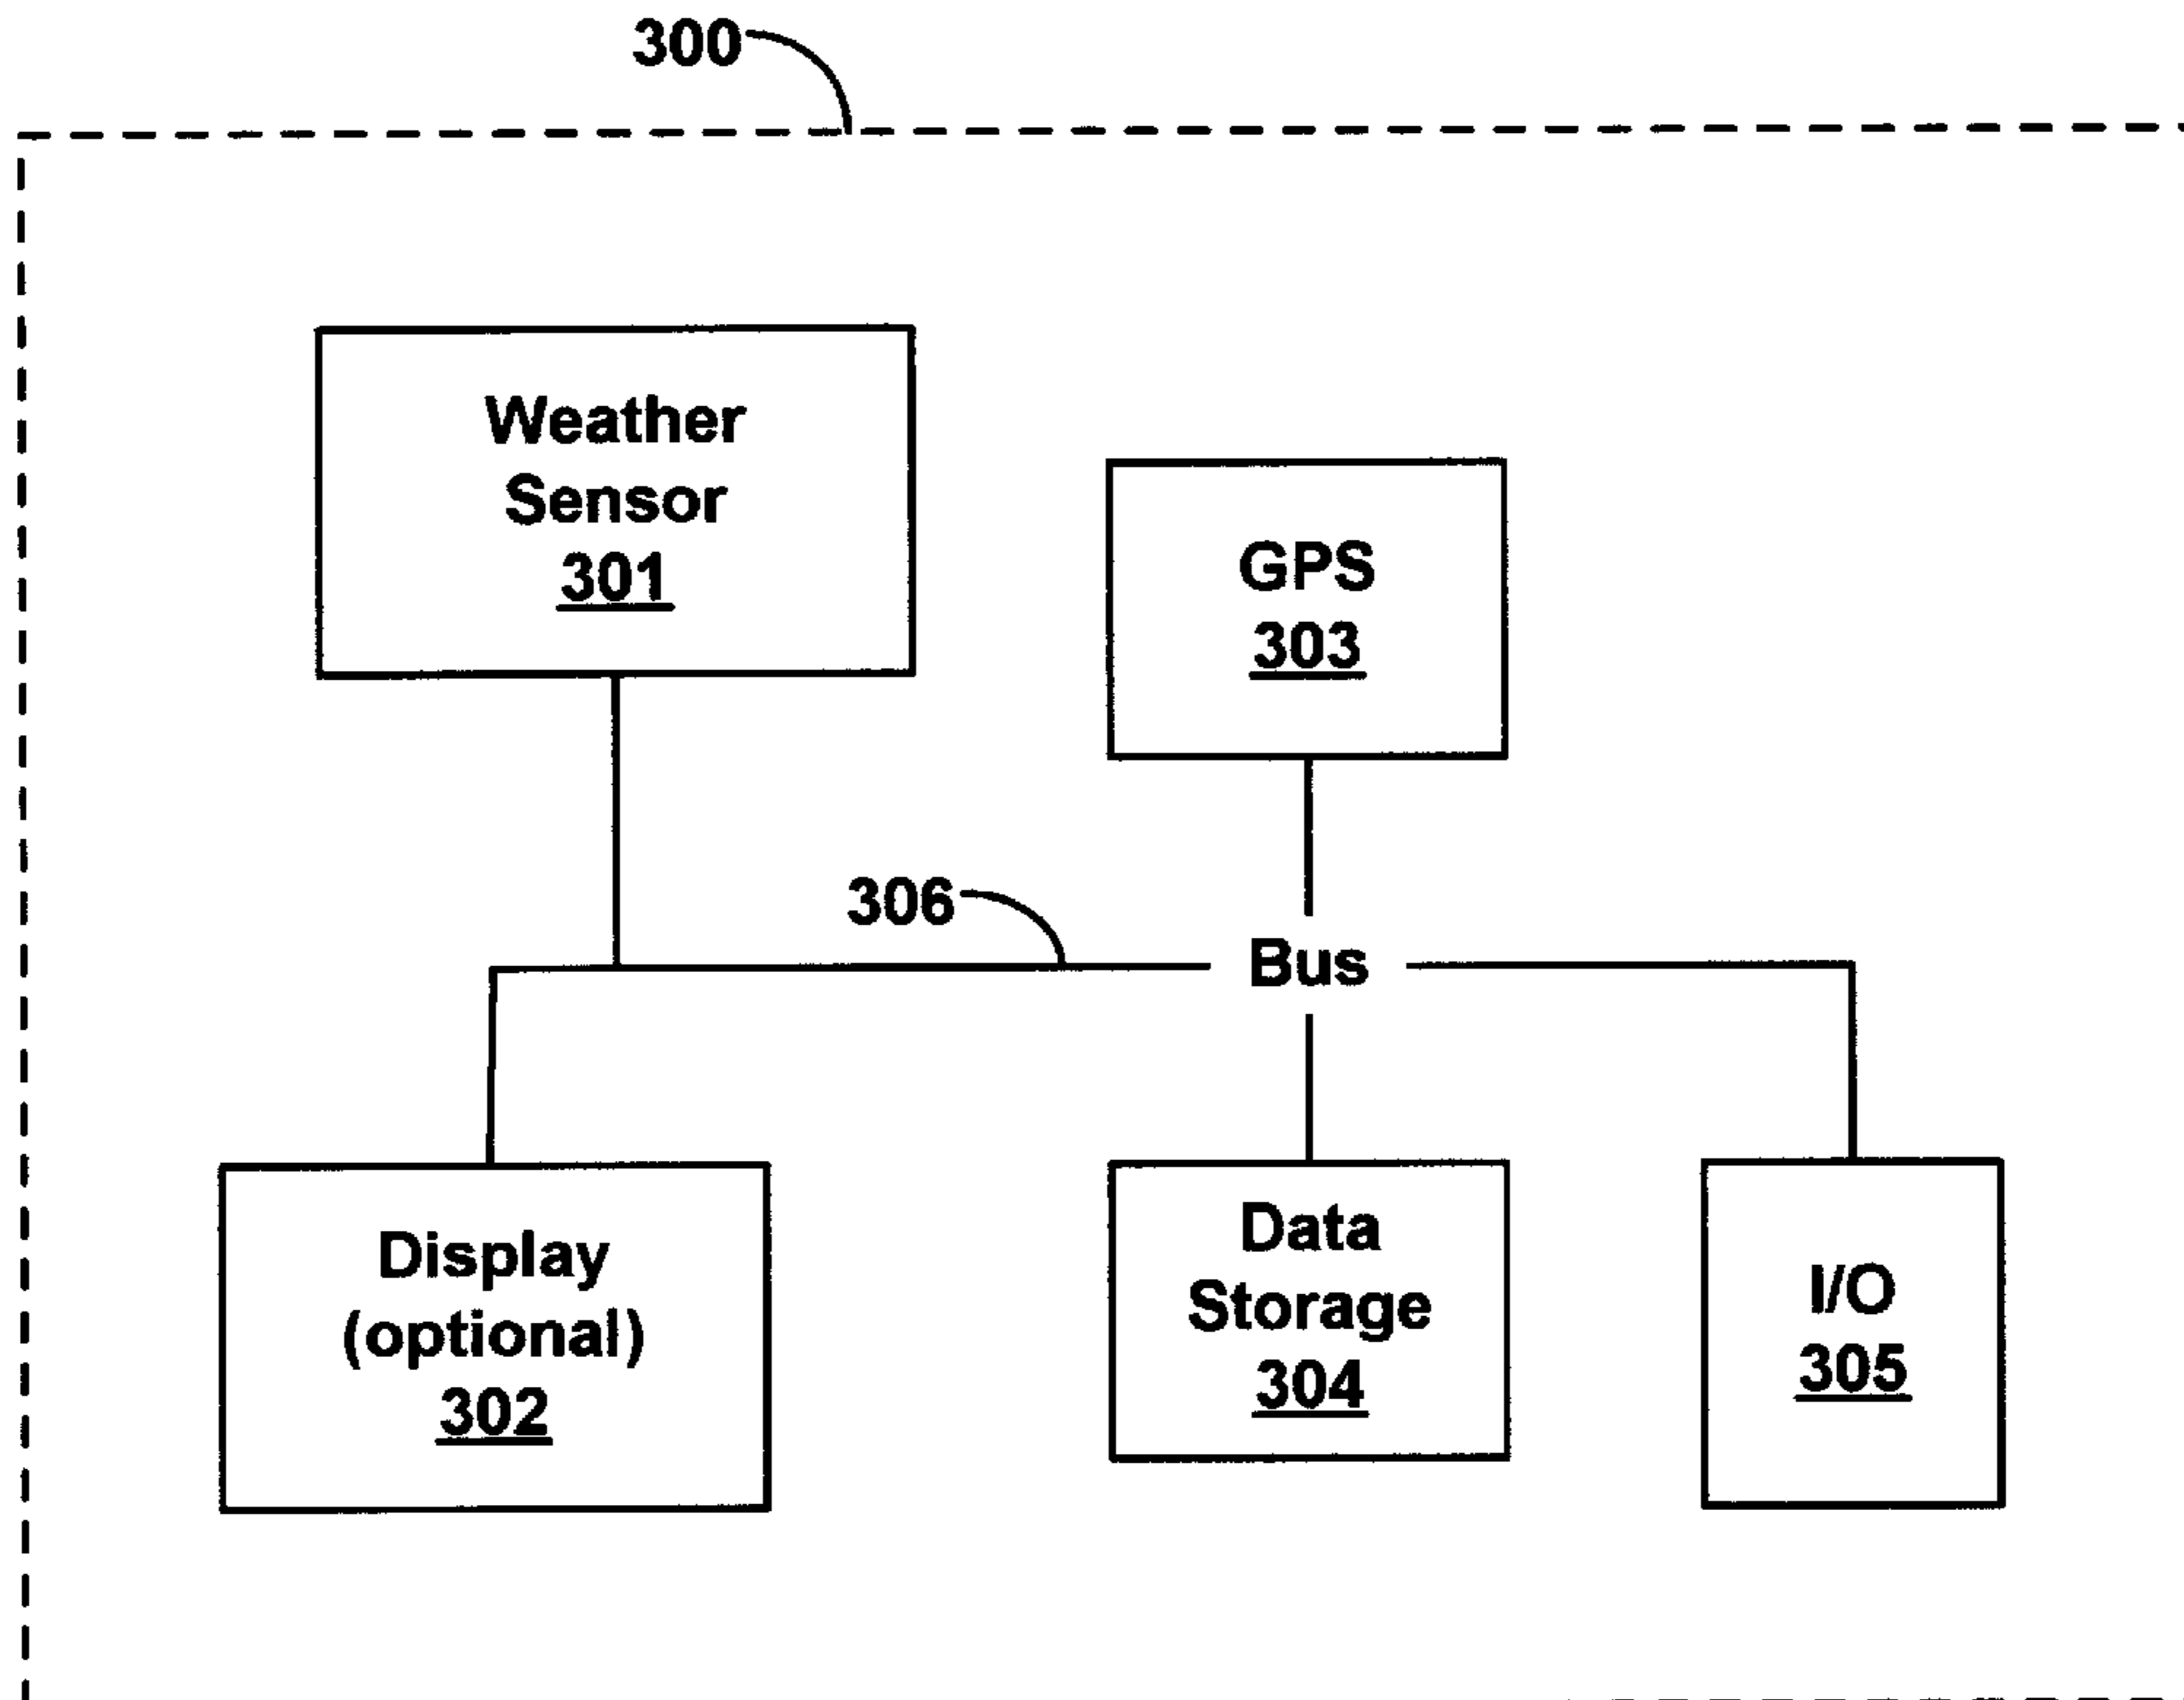 300
Weather
Sensor
301
GPS
303
306
Bus
Display
(optional)
302
Data
Storage
304
I/O
305